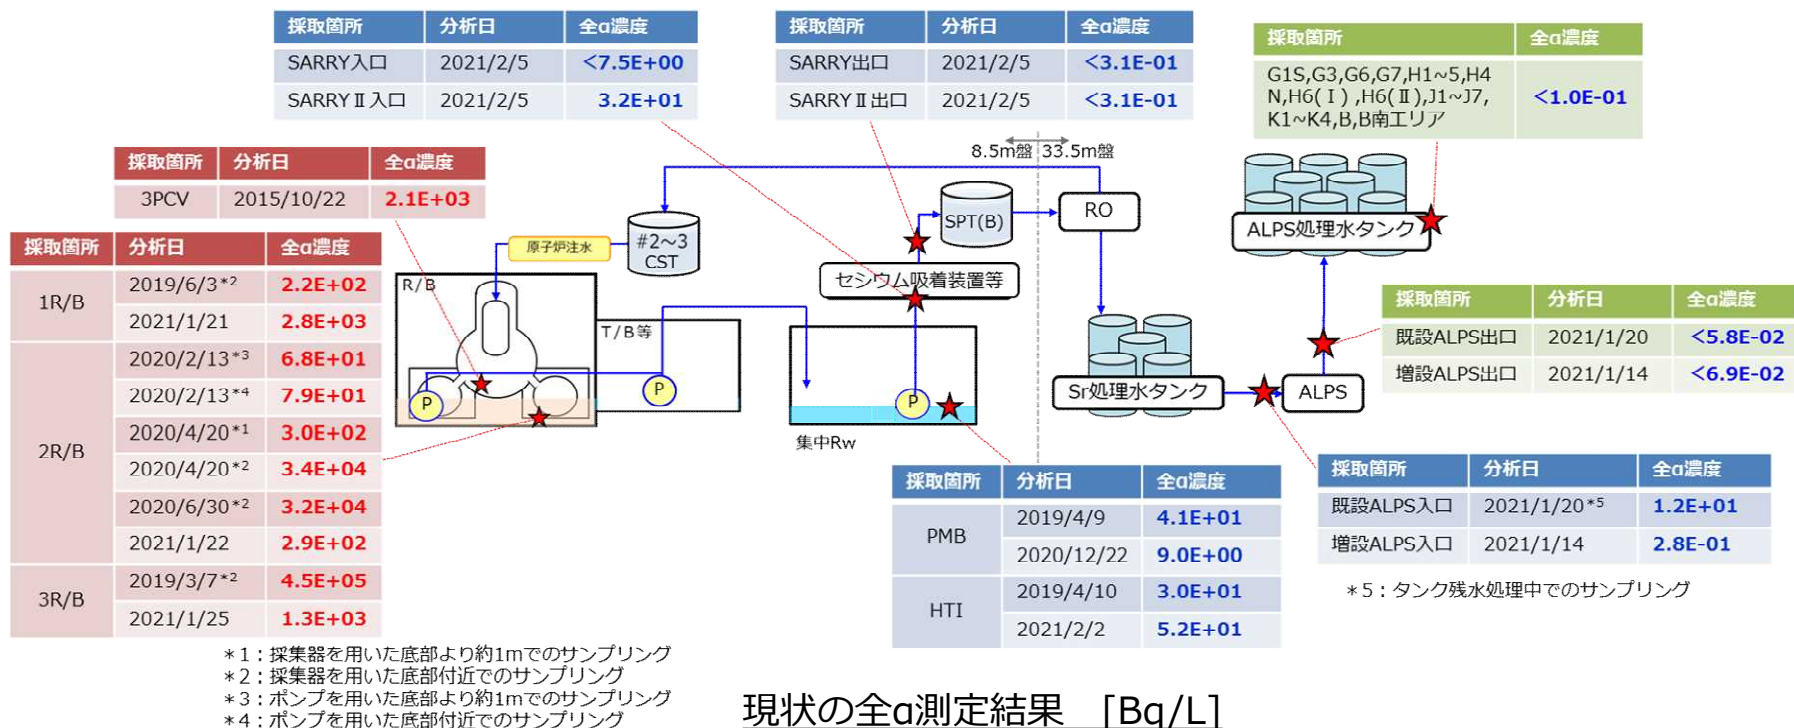 採取箇所 分析日 全α濃度
SARRY入口 2021/2/5 <7.5E+00
SARRYⅡ入口 2021/2/5 3.2E+01
採取箇所 分析日 全α濃度
SARRY出口 2021/2/5 <3.1E-01
SARRYⅡ出口 2021/2/5 <3.1E-01
採取箇所 全α濃度
G1S,G3,G6,G7,H1~5,H4
N,H6(Ⅰ),H6(Ⅱ),J1~J7,
K1~K4,B,B南エリア
<1.0E-01
8.5m盤 33.5m盤
採取箇所 分析日 全α濃度
3PCV 2015/10/22 2.1E+03
採取箇所 分析日 全α濃度
1R/B 2019/6/3*2 2.2E+02
2021/1/21 2.8E+03
2R/B 2020/2/13*3 6.8E+01
2020/2/13*4 7.9E+01
2020/4/20*1 3.0E+02
2020/4/20*2 3.4E+04
2020/6/30*2 3.2E+04
2021/1/22 2.9E+02
3R/B 2019/3/7*2 4.5E+05
2021/1/25 1.3E+03
原子炉注水
#2~3
CST
SPT(B)
RO
セシウム吸着装置等
R/B
T/B等
P
P
P
集中Rw
Sr処理水タンク
ALPS
ALPS処理水タンク
採取箇所 分析日 全α濃度
既設ALPS出口 2021/1/20 <5.8E-02
増設ALPS出口 2021/1/14 <6.9E-02
採取箇所 分析日 全α濃度
PMB 2019/4/9 4.1E+01
2020/12/22 9.0E+00
HTI 2019/4/10 3.0E+01
2021/2/2 5.2E+01
採取箇所 分析日 全α濃度
既設ALPS入口 2021/1/20*5 1.2E+01
増設ALPS入口 2021/1/14 2.8E-01
*5:タンク残水処理中でのサンプリング
*1:採集器を用いた底部より約1mでのサンプリング
*2:採集器を用いた底部付近でのサンプリング
*3:ポンプを用いた底部より約1mでのサンプリング
*4:ポンプを用いた底部付近でのサンプリング
現状の全α測定結果 [Bq/L]